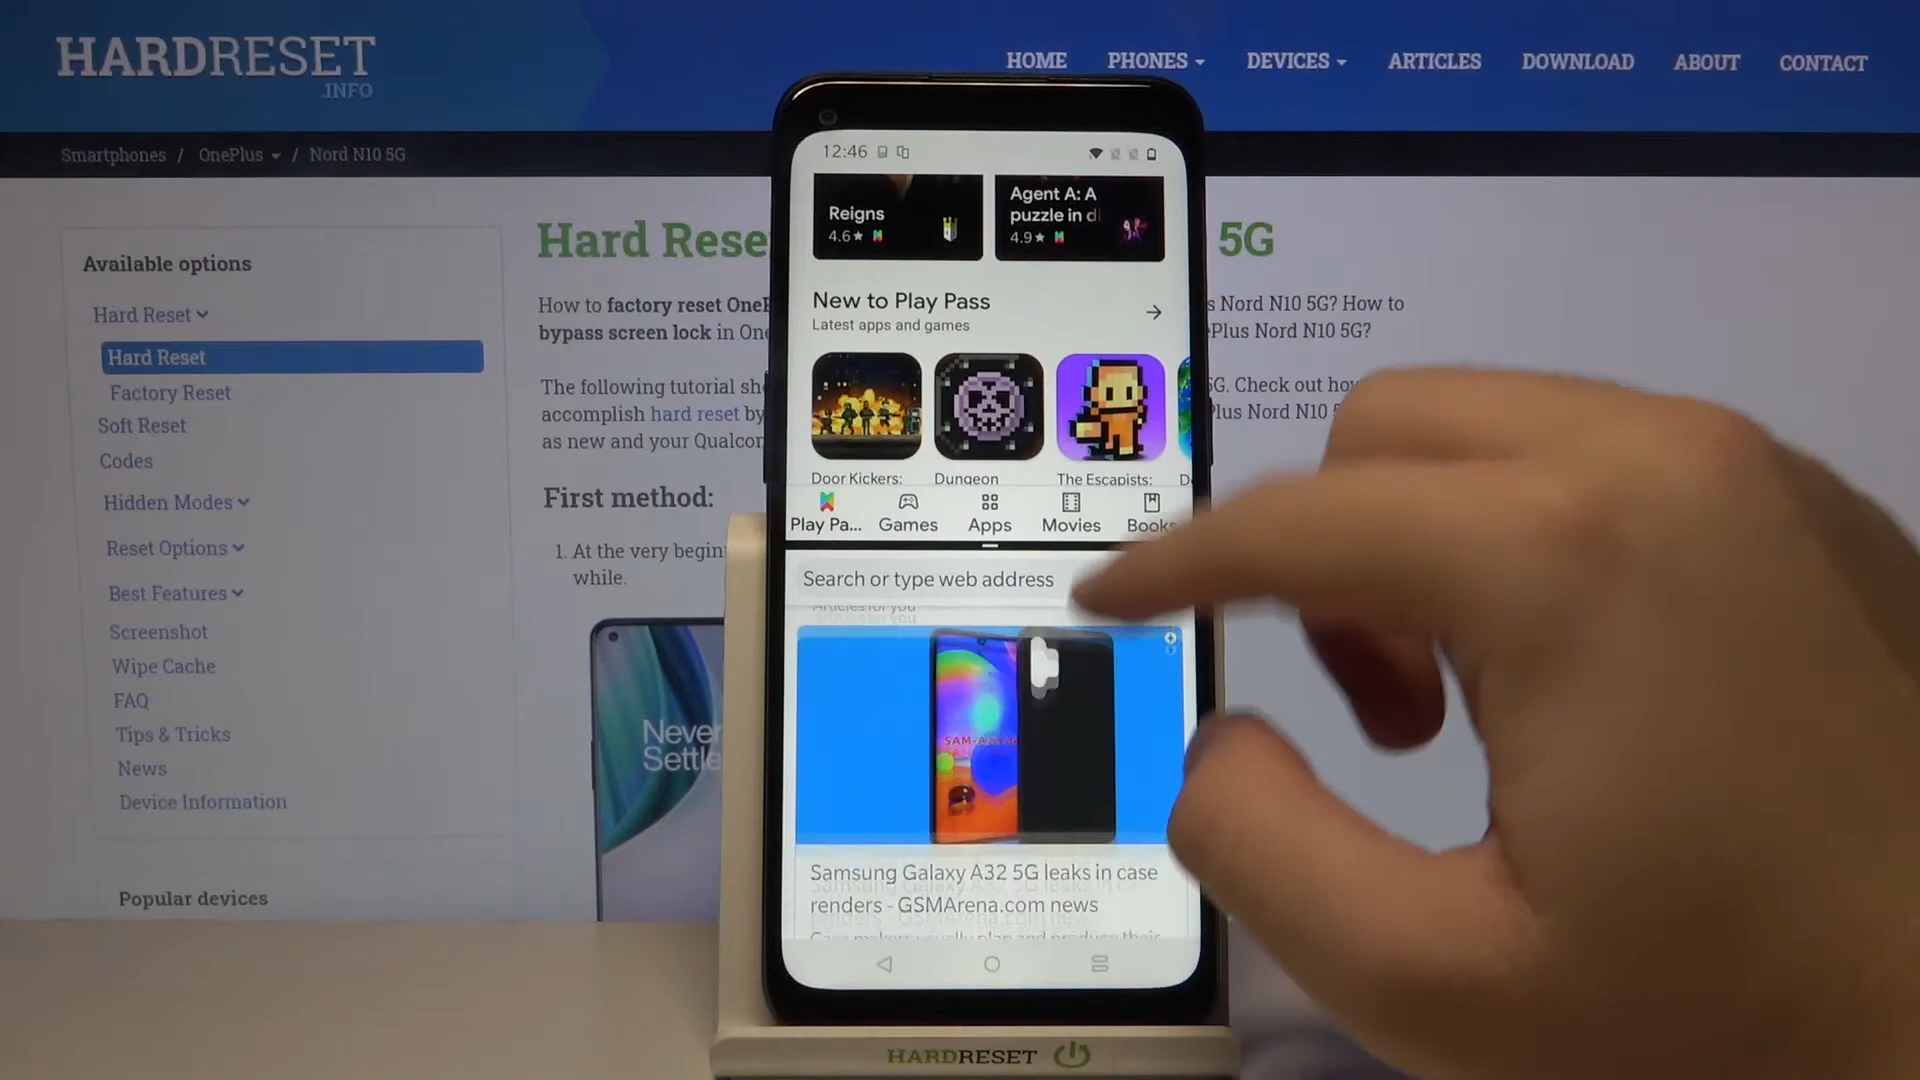 HARDRESET
.INFO
HOME PHONES DEVICES ARTICLES DOWNLOAD ABOUT CONTACT
Smartphones / OnePlus / Nord N10 5G
Available options
Hard Reset
Hard Reset
Factory Reset
Soft Reset
Codes
Hidden Modes
Reset Options
Best Features
Screenshot
Wipe Cache
FAQ
Tips & Tricks
News
Device Information
Popular devices
Hard Rese 5G
How to factory reset One s Nord N10 5G? How to
bypass screen lock in One Plus Nord N10 5G?
The following tutorial sh 5G. Check out how
accomplish hard reset by Plus Nord N10
as new and your Qualcor
First method:
1. At the very begin
while.
Never
Settle
12:46
Reigns
4.6★
Agent A: A
puzzle in di
4.9★
New to Play Pass
Latest apps and games
Door Kickers: Dungeon The Escapists: D
Play Pa... Games Apps Movies Books
Search or type web address
Articles for you
Samsung Galaxy A32 5G leaks in case
renders - GSMArena.com news
Case makers usually plan and produce their
HARDRESET